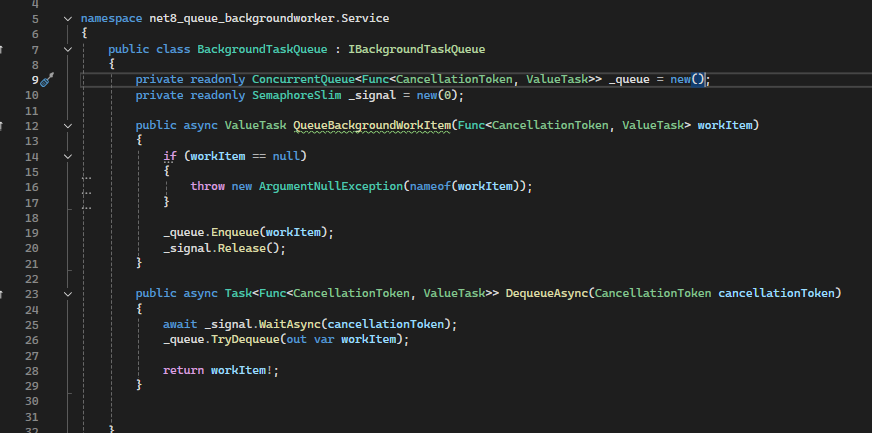 4
5 namespace net8_queue_backgroundworker.Service
6 {
7 public class BackgroundTaskQueue : IBackgroundTaskQueue
8 {
9 private readonly ConcurrentQueue<Func<CancellationToken, ValueTask>> _queue = new();
10 private readonly SemaphoreSlim _signal = new(0);
11
12 public async ValueTask QueueBackgroundWorkItem(Func<CancellationToken, ValueTask> workItem)
13 {
14 if (workItem == null)
15 {
16 throw new ArgumentNullException(nameof(workItem));
17 }
18
19 _queue.Enqueue(workItem);
20 _signal.Release();
21 }
22
23 public async Task<Func<CancellationToken, ValueTask>> DequeueAsync(CancellationToken cancellationToken)
24 {
25 await _signal.WaitAsync(cancellationToken);
26 _queue.TryDequeue(out var workItem);
27
28 return workItem!;
29 }
30
31
32 }